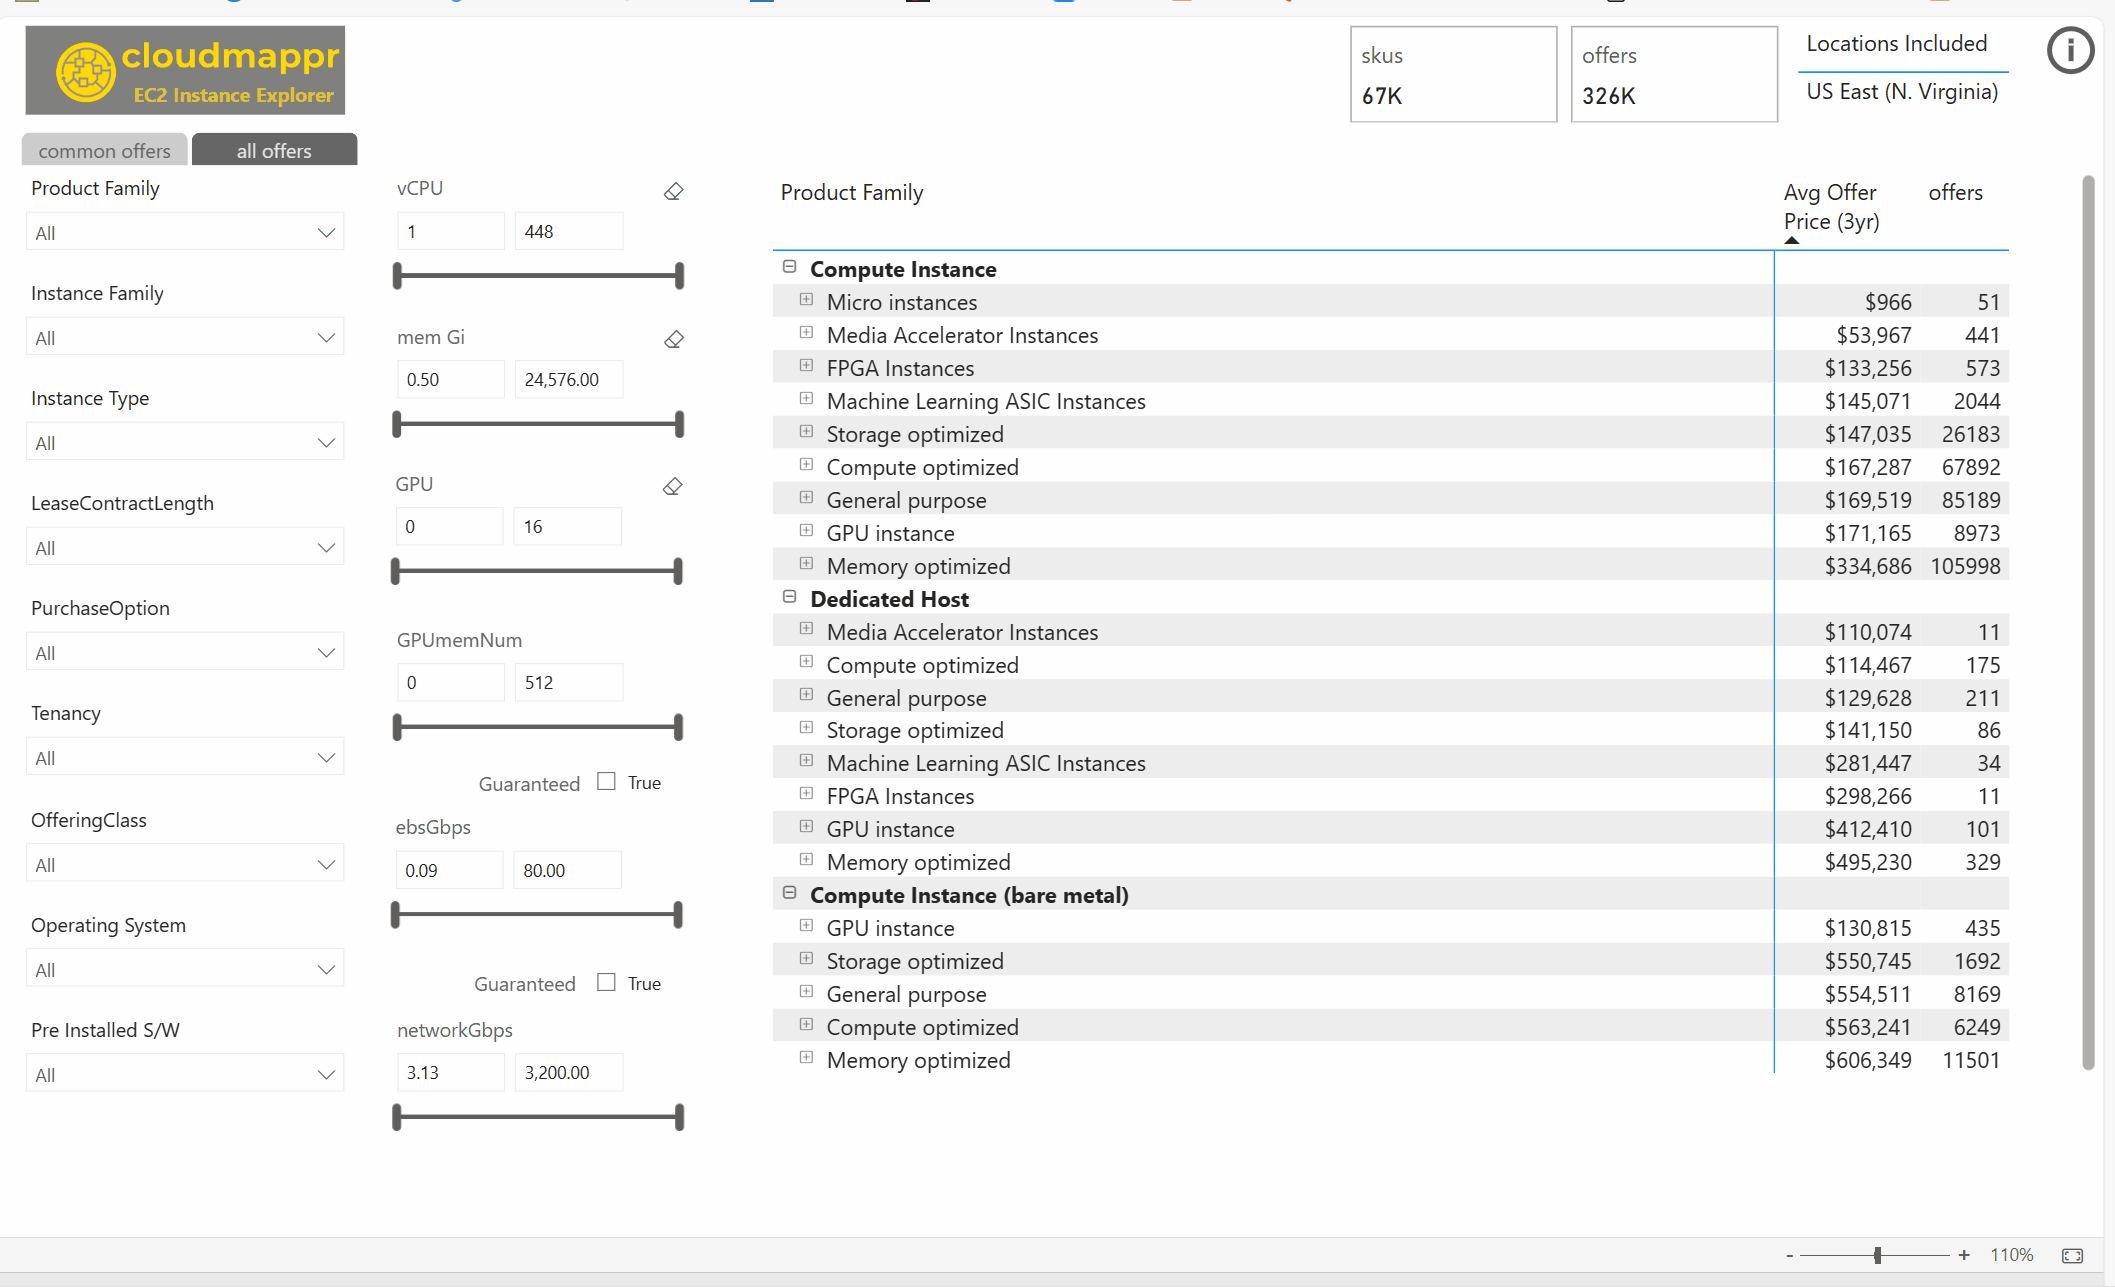 cloudmappr
EC2 Instance Explorer
skus
67K
offers
326K
Locations Included
US East (N. Virginia)
common offers
all offers
Product Family
All
Instance Family
All
Instance Type
All
LeaseContractLength
All
PurchaseOption
All
Tenancy
All
OfferingClass
All
Operating System
All
Pre Installed S/W
All
vCPU
1 448
mem Gi
0.50 24,576.00
GPU
0 16
GPUmemNum
0 512
Guaranteed True
ebsGbps
0.09 80.00
Guaranteed True
networkGbps
3.13 3,200.00
Product Family Avg Offer Price (3yr) offers
Compute Instance
Micro instances $966 51
Media Accelerator Instances $53,967 441
FPGA Instances $133,256 573
Machine Learning ASIC Instances $145,071 2044
Storage optimized $147,035 26183
Compute optimized $167,287 67892
General purpose $169,519 85189
GPU instance $171,165 8973
Memory optimized $334,686 105998
Dedicated Host
Media Accelerator Instances $110,074 11
Compute optimized $114,467 175
General purpose $129,628 211
Storage optimized $141,150 86
Machine Learning ASIC Instances $281,447 34
FPGA Instances $298,266 11
GPU instance $412,410 101
Memory optimized $495,230 329
Compute Instance (bare metal)
GPU instance $130,815 435
Storage optimized $550,745 1692
General purpose $554,511 8169
Compute optimized $563,241 6249
Memory optimized $606,349 11501
- + 110%